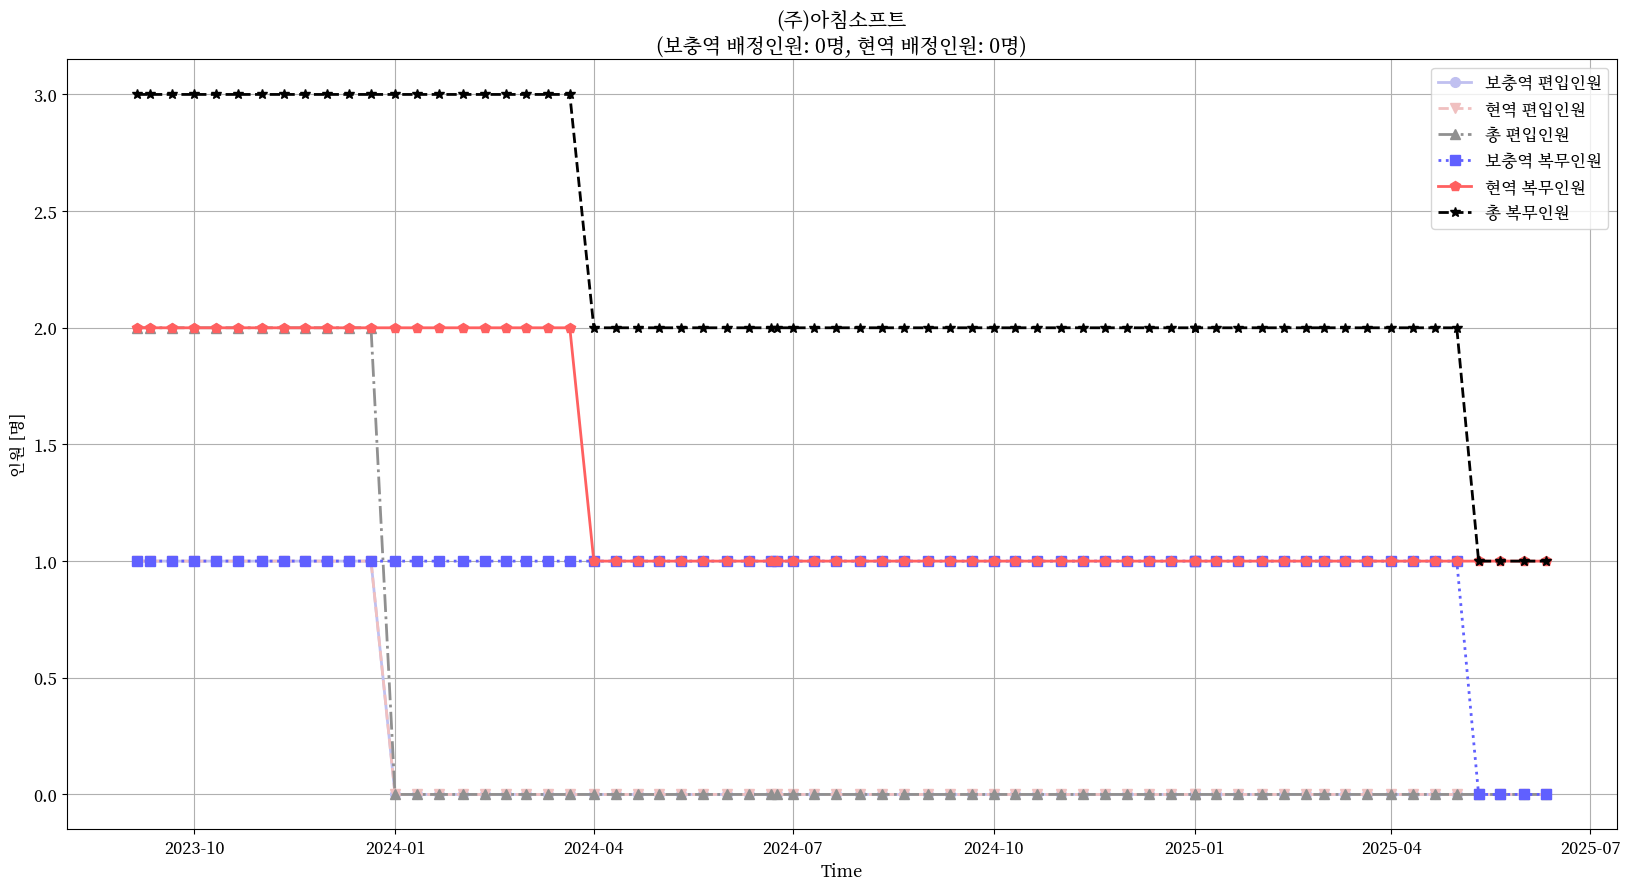 (주)아침소프트
(보충역 배정인원: 0명, 현역 배정인원: 0명)
보충역 편입인원
현역 편입인원
총 편입인원
보충역 복무인원
현역 복무인원
총 복무인원
3.0
2.5
2.0
1.5
1.0
0.5
0.0
인원 [명]
2023-10 2024-01 2024-04 2024-07 2024-10 2025-01 2025-04 2025-07
Time